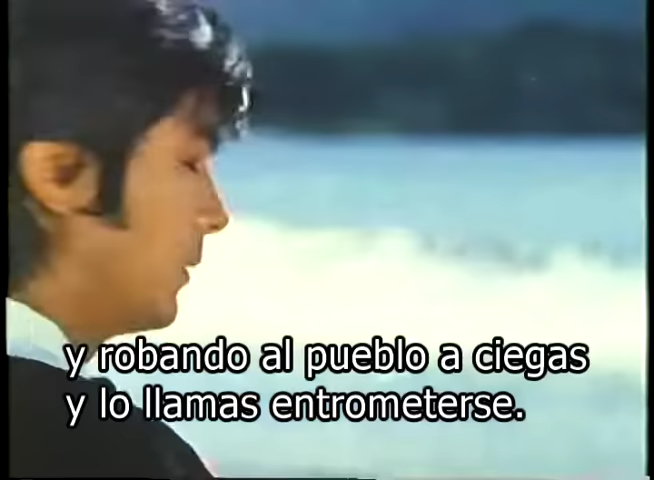 y robando al pueblo a ciegas
y lo llamas entrometerse.